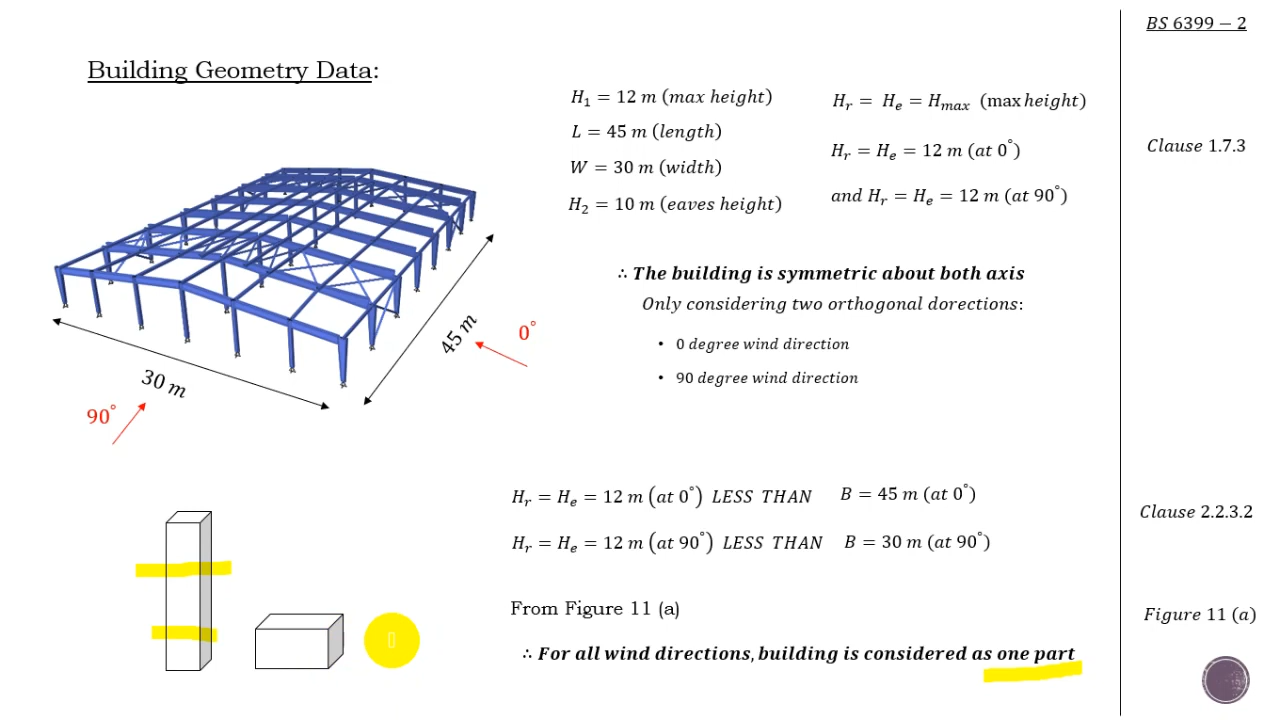 BS 6399 − 2
Building Geometry Data:
H₁ = 12 m (max height)
Hᵣ = Hₑ = Hₘₐₓ (max height)
L = 45 m (length)
Hᵣ = Hₑ = 12 m (at 0°)
Clause 1.7.3
W = 30 m (width)
and Hᵣ = Hₑ = 12 m (at 90°)
H₂ = 10 m (eaves height)
∴ The building is symmetric about both axis
Only considering two orthogonal dorections:
• 0 degree wind direction
• 90 degree wind direction
0°
45 m
30 m
90°
Hᵣ = Hₑ = 12 m (at 0°) LESS THAN B = 45 m (at 0°)
Clause 2.2.3.2
Hᵣ = Hₑ = 12 m (at 90°) LESS THAN B = 30 m (at 90°)
From Figure 11 (a)
Figure 11 (a)
∴ For all wind directions, building is considered as one part